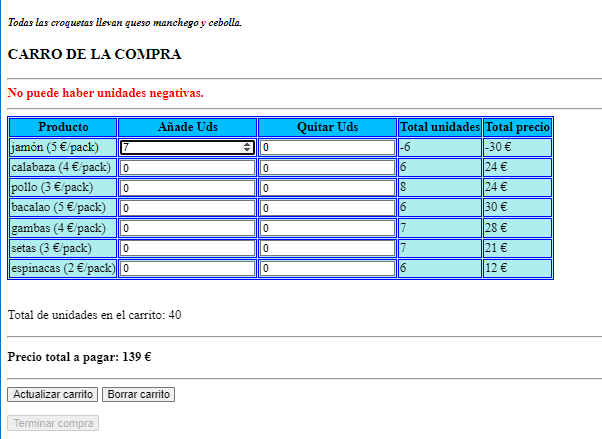 Todas las croquetas llevan queso manchego y cebolla.
CARRO DE LA COMPRA
No puede haber unidades negativas.
Producto Añade Uds Quitar Uds Total unidades Total precio
jamón (5 €/pack) 7 0 -6 -30 €
calabaza (4 €/pack) 0 0 6 24 €
pollo (3 €/pack) 0 0 8 24 €
bacalao (5 €/pack) 0 0 6 30 €
gambas (4 €/pack) 0 0 7 28 €
setas (3 €/pack) 0 0 7 21 €
espinacas (2 €/pack) 0 0 6 12 €
Total de unidades en el carrito: 40
Precio total a pagar: 139 €
Actualizar carrito Borrar carrito
Terminar compra